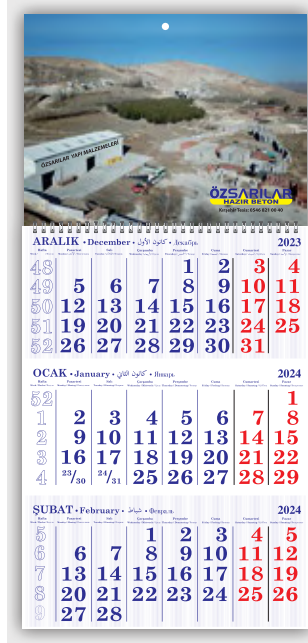 ÖZSARILAR YAPI MALZEMELERİ
ÖZSARILAR
HAZIR BETON
ARALIK • December • كانون الأول • Декабрь 2023
48 1 2 3 4
49 5 6 7 8 9 10 11
50 12 13 14 15 16 17 18
51 19 20 21 22 23 24 25
52 26 27 28 29 30 31
OCAK • January • كانون الثاني • Январь 2024
52 1
1 2 3 4 5 6 7 8
2 9 10 11 12 13 14 15
3 16 17 18 19 20 21 22
4 23/30 24/31 25 26 27 28 29
ŞUBAT • February • شباط • Февраль 2024
5 1 2 3 4 5
6 6 7 8 9 10 11 12
7 13 14 15 16 17 18 19
8 20 21 22 23 24 25 26
9 27 28